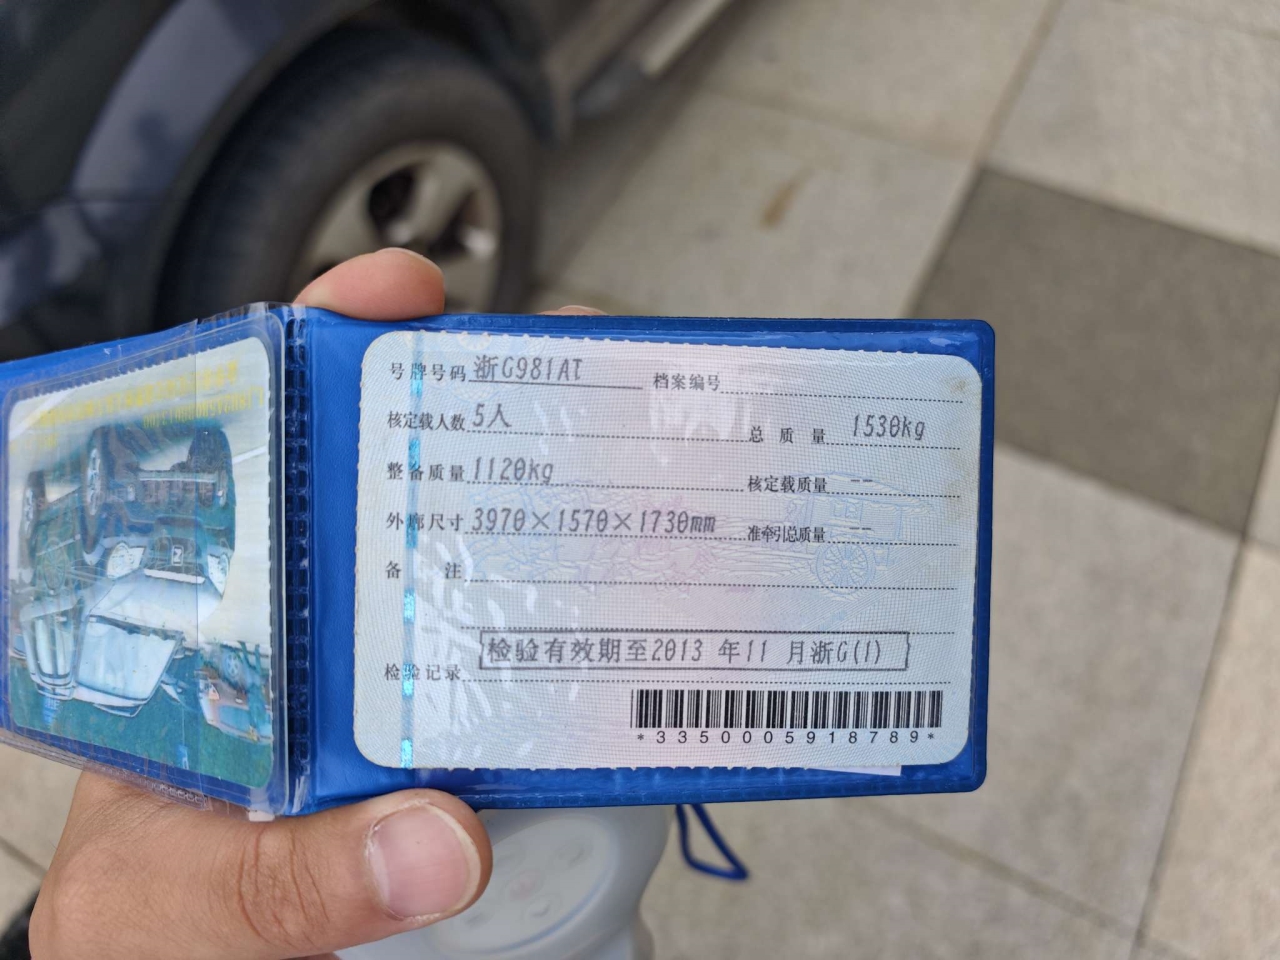 号牌号码 浙G981AT 档案编号
核定载人数 5人 总质量 1530kg
整备质量 1120kg 核定载质量 --
外廓尺寸 3970×1570×1730mm 准牵引总质量 --
备注
检验有效期至2013 年11 月浙G(1)
检验记录
*3350005918789*